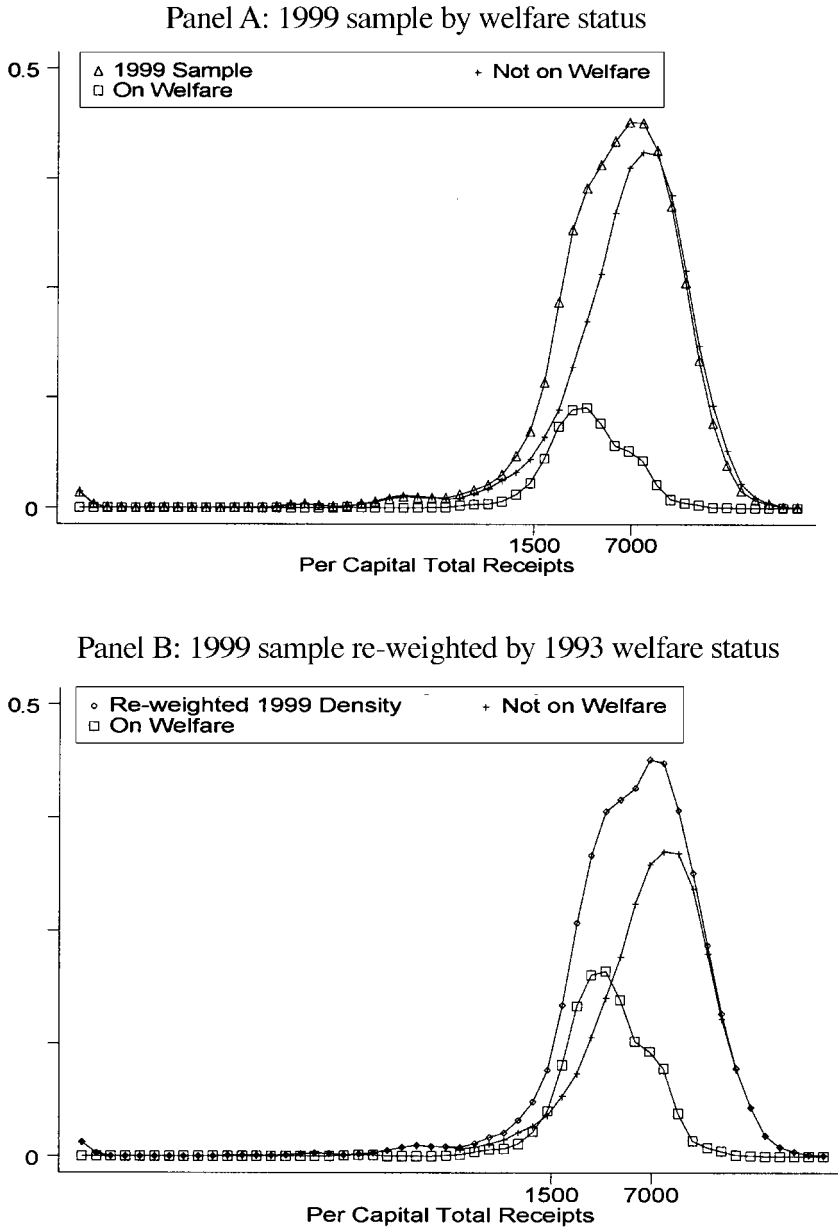 Panel A: 1999 sample by welfare status
0.5
1999 Sample
Not on Welfare
On Welfare
0
1500
7000
Per Capital Total Receipts
Panel B: 1999 sample re-weighted by 1993 welfare status
0.5
Re-weighted 1999 Density
Not on Welfare
On Welfare
0
1500
7000
Per Capital Total Receipts